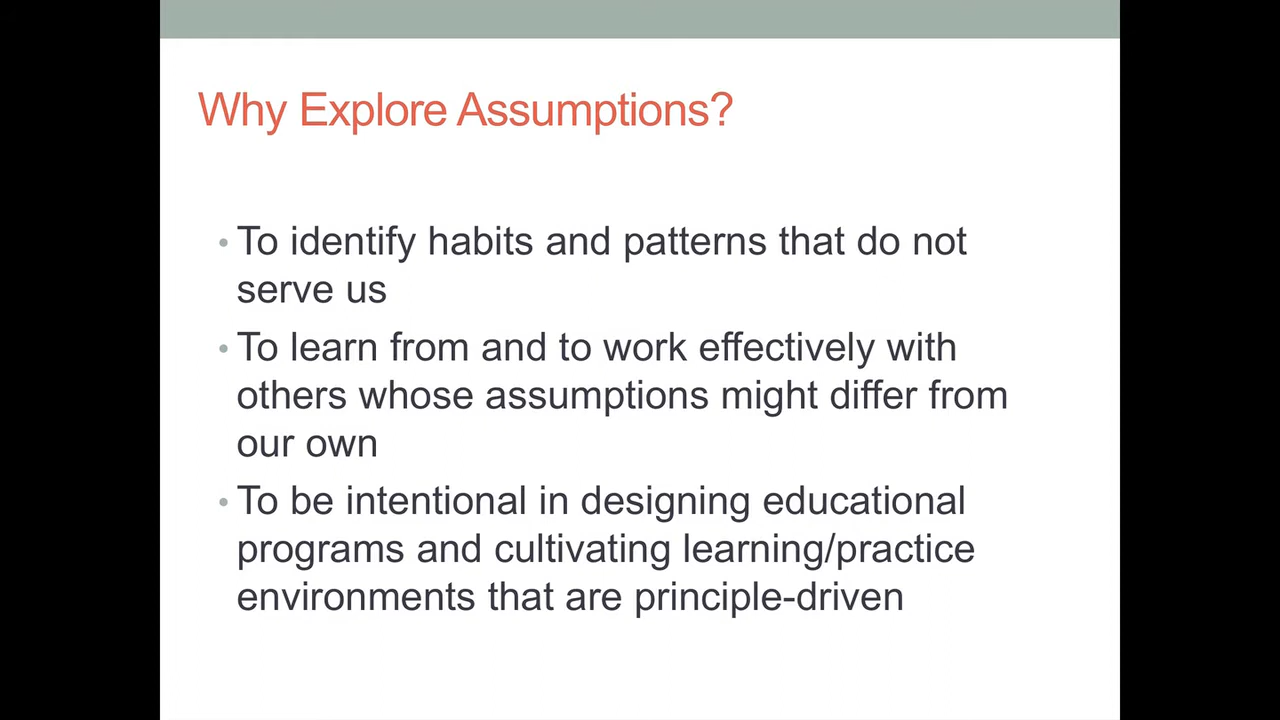 Why Explore Assumptions?
• To identify habits and patterns that do not
serve us
• To learn from and to work effectively with
others whose assumptions might differ from
our own
• To be intentional in designing educational
programs and cultivating learning/practice
environments that are principle-driven